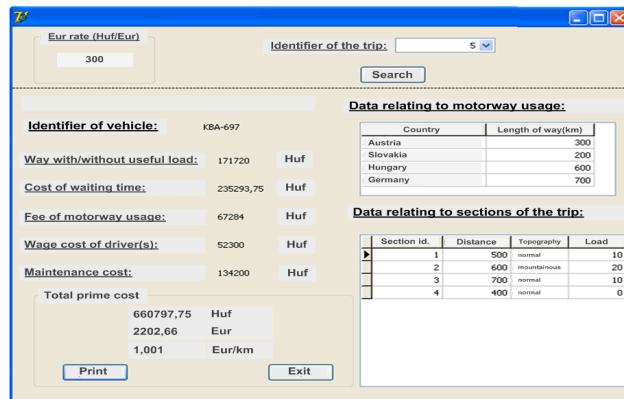 Eur rate (Huf/Eur)
300
Identifier of the trip:
5
Search
Identifier of vehicle:
KBA-697
Way with/without useful load: 171720 Huf
Cost of waiting time: 235293,75 Huf
Fee of motorway usage: 67284 Huf
Wage cost of driver(s): 52300 Huf
Maintenance cost: 134200 Huf
Total prime cost
660797,75 Huf
2202,66 Eur
1,001 Eur/km
Print
Exit
Data relating to motorway usage:
Country Length of way(km)
Austria 300
Slovakia 200
Hungary 600
Germany 700
Data relating to sections of the trip:
Section id. Distance Topography Load
1 500 normal 10
2 600 mountainous 20
3 700 normal 10
4 400 normal 0